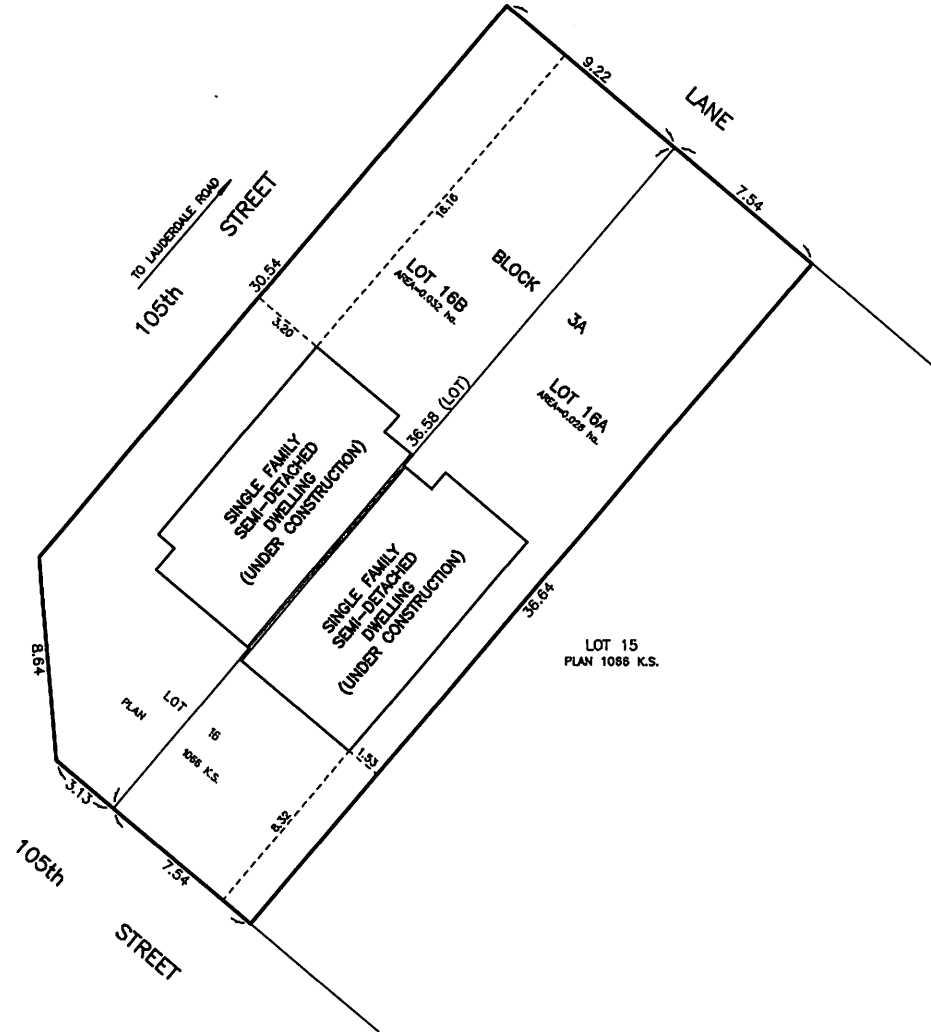 9.22
LANE
7.54
TO LAUDERDALE ROAD
105th STREET
30.54
18.16
3.20
LOT 16B
AREA=0.032 ha.
BLOCK
3A
36.58 (LOT)
LOT 16A
AREA=0.028 ha.
SINGLE FAMILY
SEMI-DETACHED
DWELLING
(UNDER CONSTRUCTION)
SINGLE FAMILY
SEMI-DETACHED
DWELLING
(UNDER CONSTRUCTION)
36.64
LOT 15
PLAN 1086 K.S.
8.64
PLAN
LOT
16
1066 K.S.
1.53
8.32
3.13
7.54
105th
STREET